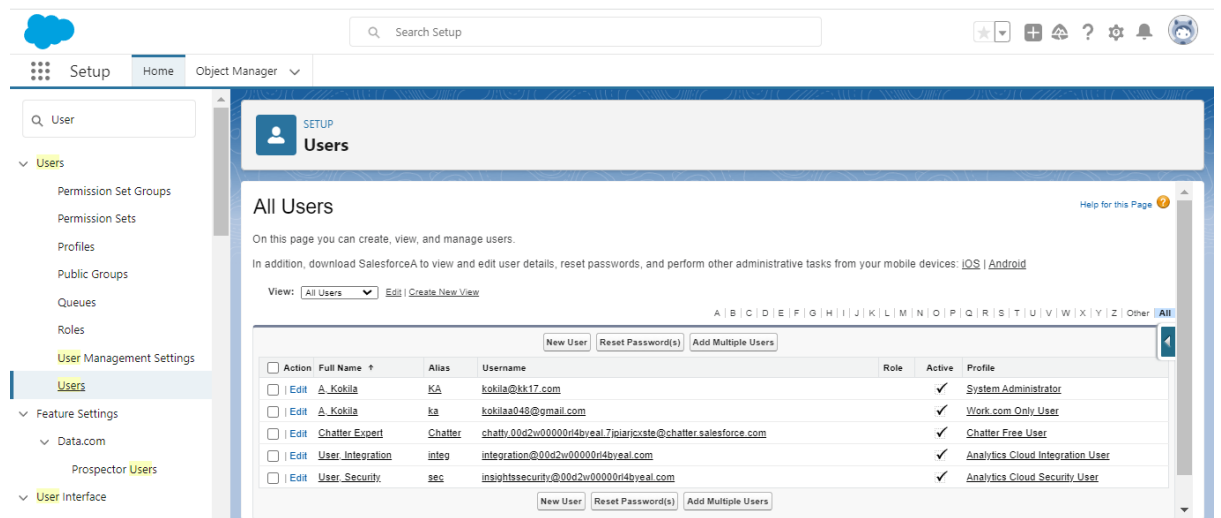 Search Setup
Setup Home Object Manager
User
Users
Permission Set Groups
Permission Sets
Profiles
Public Groups
Queues
Roles
User Management Settings
Users
Feature Settings
Data.com
Prospector Users
User Interface
SETUP
Users
All Users
Help for this Page
On this page you can create, view, and manage users.
In addition, download SalesforceA to view and edit user details, reset passwords, and perform other administrative tasks from your mobile devices: iOS | Android
View: All Users Edit | Create New View
A | B | C | D | E | F | G | H | I | J | K | L | M | N | O | P | Q | R | S | T | U | V | W | X | Y | Z | Other All
New User Reset Password(s) Add Multiple Users
Action Full Name ↑ Alias Username Role Active Profile
| Edit A, Kokila KA kokila@kk17.com System Administrator
| Edit A, Kokila ka kokilaa048@gmail.com Work.com Only User
| Edit Chatter Expert Chatter chatty.00d2w00000rl4byeal.7jpiarjcxste@chatter.salesforce.com Chatter Free User
| Edit User, Integration integ integration@00d2w00000rl4byeal.com Analytics Cloud Integration User
| Edit User, Security sec insightssecurity@00d2w00000rl4byeal.com Analytics Cloud Security User
New User Reset Password(s) Add Multiple Users